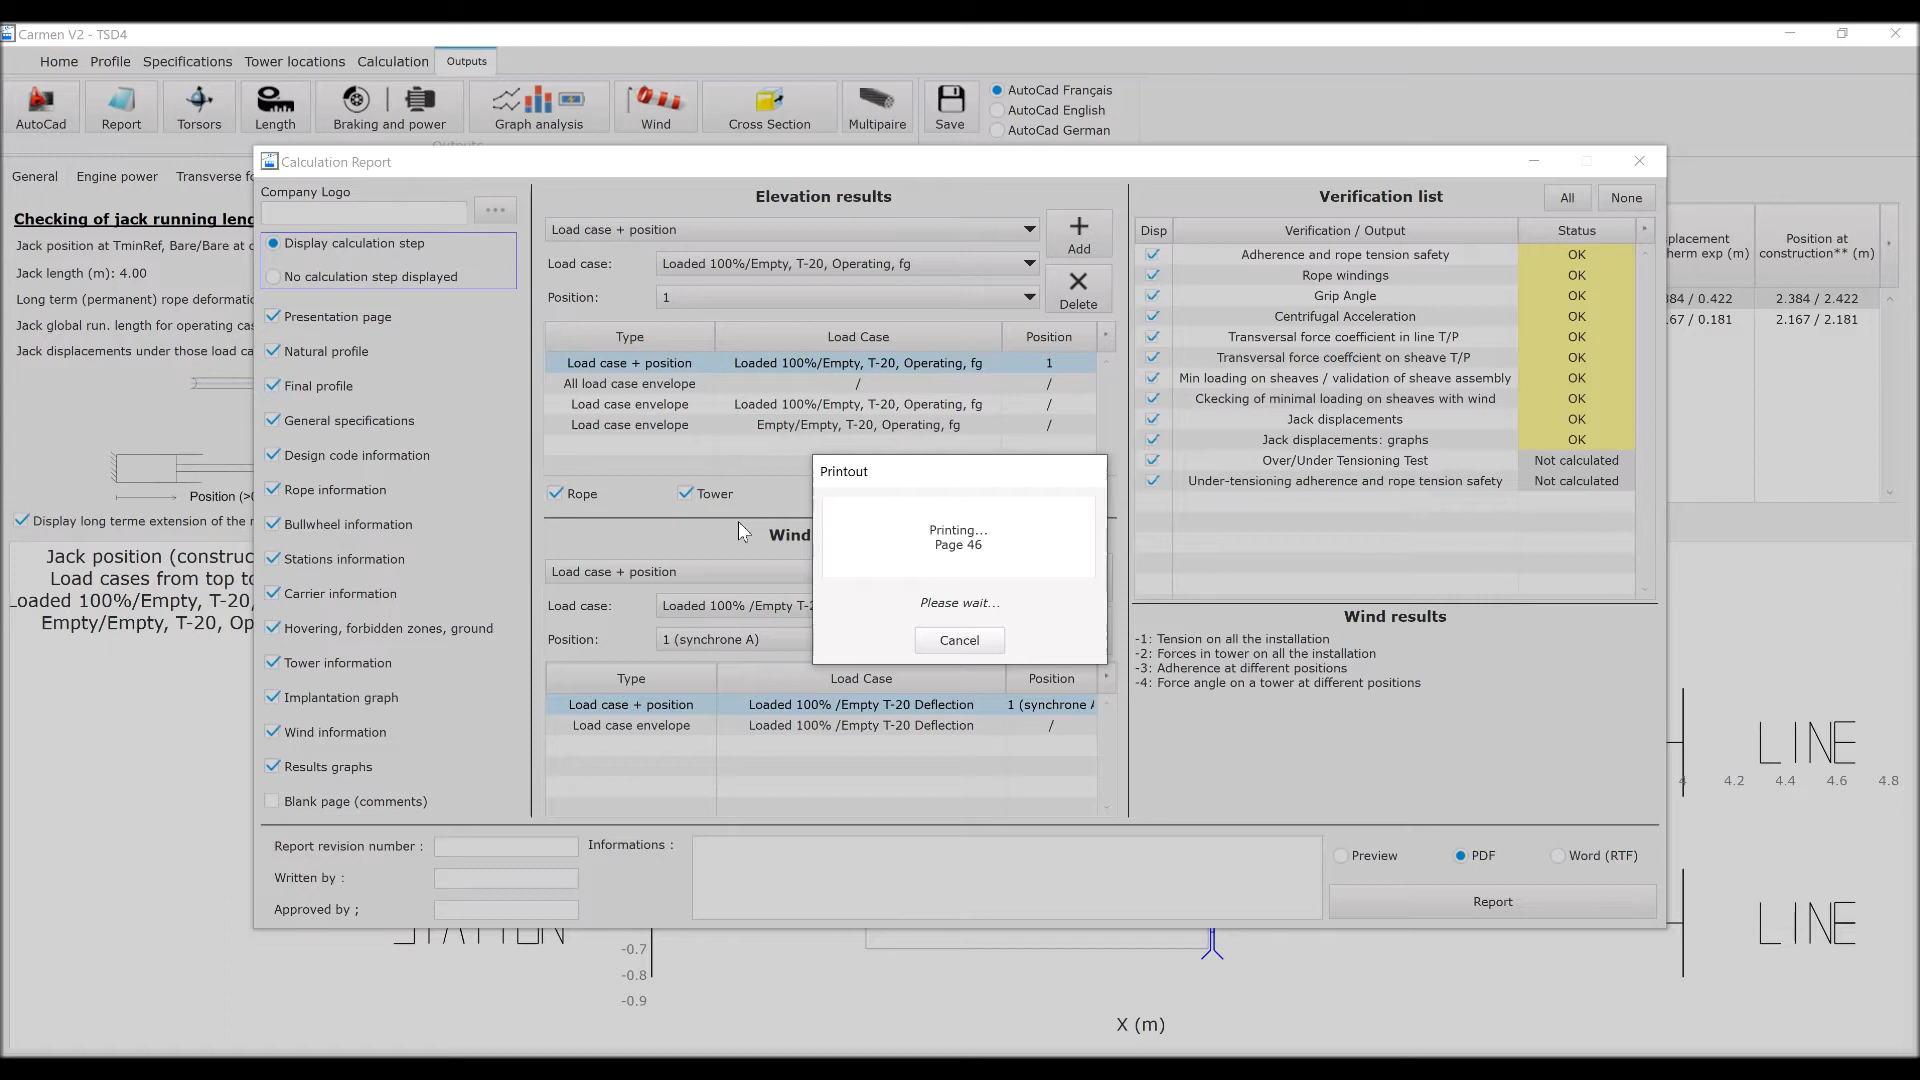 Carmen V2 - TSD4
Home Profile Specifications Tower locations Calculation Outputs
AutoCad Report Torsors Length Braking and power Graph analysis Wind Cross Section Multipaire Save
AutoCad Français
AutoCad English
AutoCad German
General Engine power
Checking of jack running
Jack position at TminRef, Bare/Bare at
Jack length (m): 4.00
Long term (permanent) rope
Jack global run. length for operating
Jack displacements under those load
Position
Display long terme extension of the
Jack position
Load cases from top
Loaded 100%/Empty, T-20,
Empty/Empty, T-20,
Calculation Report
Company Logo
...
Display calculation step
No calculation step displayed
Presentation page
Natural profile
Final profile
General specifications
Design code information
Rope information
Bullwheel information
Stations information
Carrier information
Hovering, forbidden zones, ground
Tower information
Implantation graph
Wind information
Results graphs
Blank page (comments)
Elevation results
Load case + position
Add
Load case: Loaded 100%/Empty, T-20, Operating, fg
Position: 1
Delete
Type Load Case Position
Load case + position Loaded 100%/Empty, T-20, Operating, fg 1
All load case envelope / /
Load case envelope Loaded 100%/Empty, T-20, Operating, fg /
Load case envelope Empty/Empty, T-20, Operating, fg /
Rope Tower
Wind
Load case + position
Load case: Loaded 100% /Empty
Position: 1 (synchrone A)
Type Load Case Position
Load case + position Loaded 100% /Empty T-20 Deflection 1 (synchrone
Load case envelope Loaded 100% /Empty T-20 Deflection /
Printout
Printing...
Page 46
Please wait...
Cancel
Verification list All None
Disp Verification / Output Status
Adherence and rope tension safety OK
Rope windings OK
Grip Angle OK
Centrifugal Acceleration OK
Transversal force coefficient in line T/P OK
Transversal force coeffcient on sheave T/P OK
Min loading on sheaves / validation of sheave assembly OK
Ckecking of minimal loading on sheaves with wind OK
Jack displacements OK
Jack displacements: graphs OK
Over/Under Tensioning Test Not calculated
Under-tensioning adherence and rope tension safety Not calculated
Wind results
-1: Tension on all the installation
-2: Forces in tower on all the installation
-3: Adherence at different positions
-4: Force angle on a tower at different positions
Report revision number :
Written by :
Approved by ;
Informations :
Preview PDF Word (RTF)
Report
Position at
construction** (m)
/ 0.422 2.384 / 2.422
/ 0.181 2.167 / 2.181
LINE
4 4.2 4.4 4.6 4.8
LINE
STATION
-0.7
-0.8
-0.9
X (m)